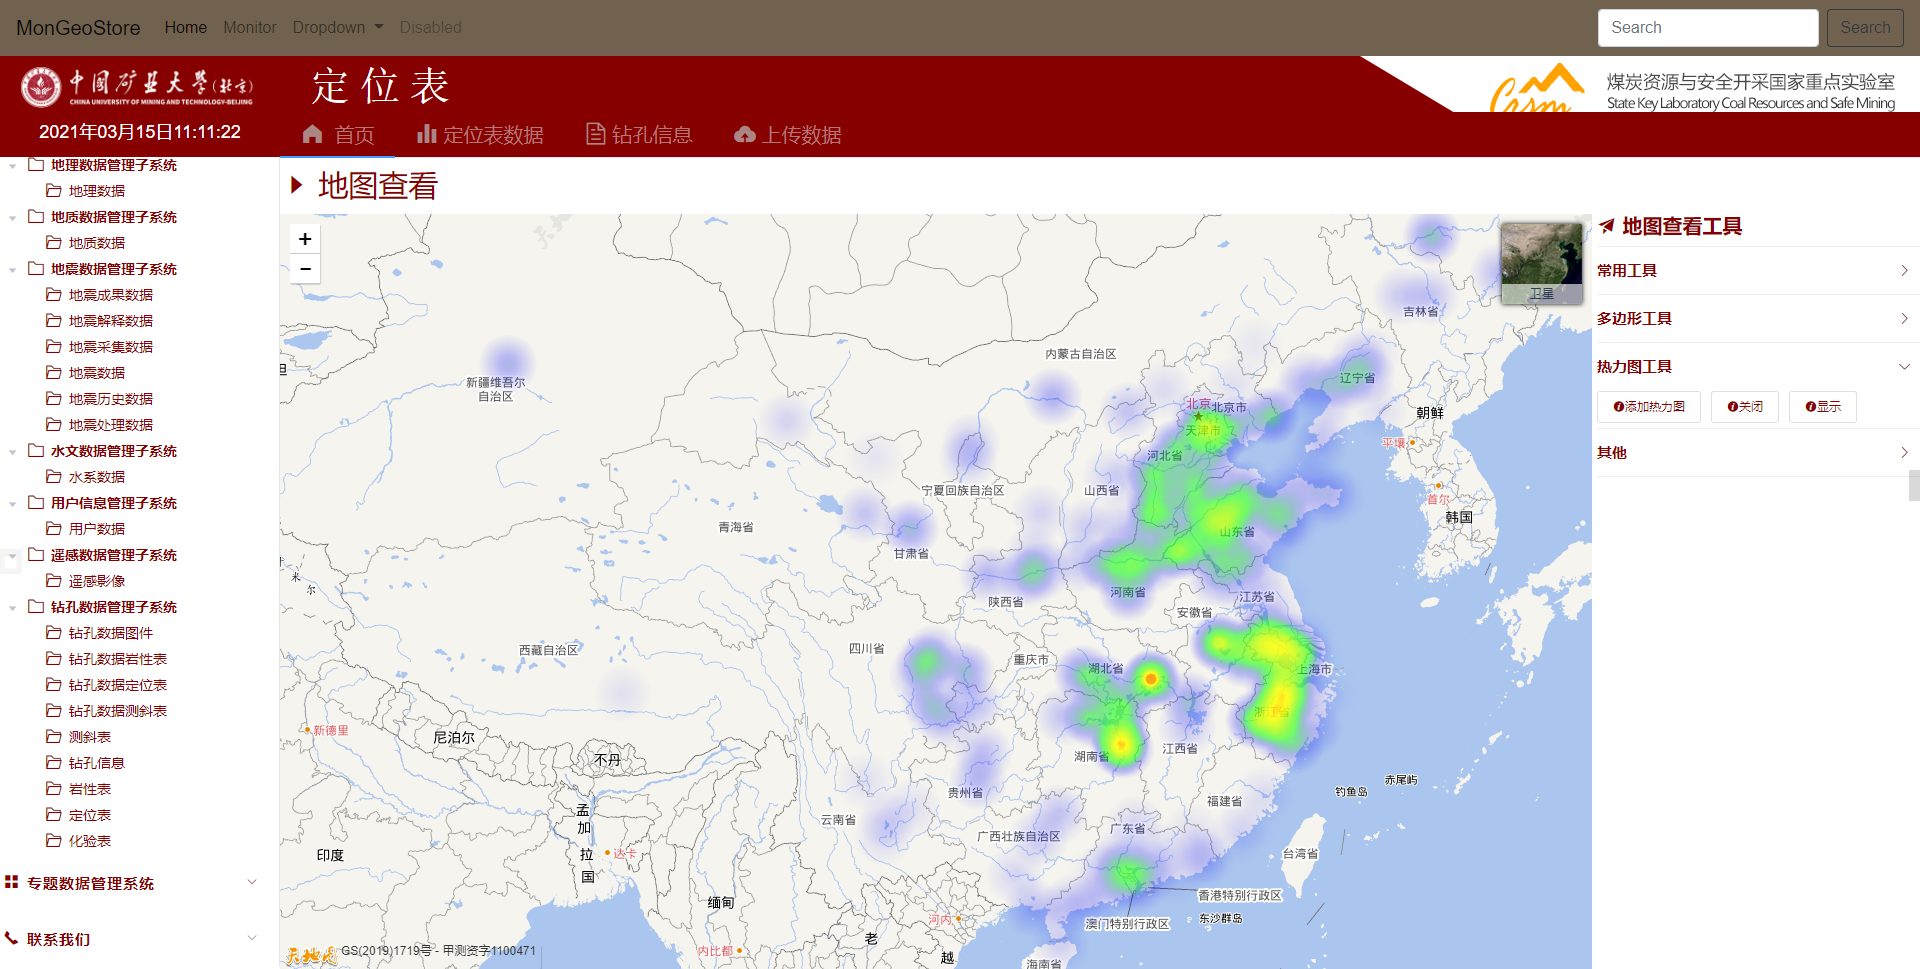 MonGeoStore Home Monitor Dropdown Disabled Search Search
中国矿业大学(北京)
CHINA UNIVERSITY OF MINING AND TECHNOLOGY-BEIJING
定位表
煤炭资源与安全开采国家重点实验室
State Key Laboratory Coal Resources and Safe Mining
2021年03月15日11:11:22
首页 定位表数据 钻孔信息 上传数据
地理数据管理子系统
地理数据
地质数据管理子系统
地质数据
地震数据管理子系统
地震成果数据
地震解释数据
地震采集数据
地震数据
地震历史数据
地震处理数据
水文数据管理子系统
水系数据
用户信息管理子系统
用户数据
遥感数据管理子系统
遥感影像
钻孔数据管理子系统
钻孔数据图件
钻孔数据岩性表
钻孔数据定位表
钻孔数据测斜表
测斜表
钻孔信息
岩性表
定位表
化验表
专题数据管理系统
联系我们
地图查看
+
−
卫星
吉林省
内蒙古自治区
辽宁省
新疆维吾尔
自治区
北京
北京市
天津市
朝鲜
平壤
河北省
宁夏回族自治区
山西省
首尔
韩国
青海省
山东省
甘肃省
陕西省
河南省
江苏省
安徽省
西藏自治区
四川省
重庆市
湖北省
上海市
浙江省
新德里
尼泊尔
不丹
湖南省
江西省
赤尾屿
钓鱼岛
贵州省
福建省
孟
加
拉
国
云南省
广西壮族自治区
广东省
印度
达卡
台湾省
香港特别行政区
缅甸
河内
澳门特别行政区
东沙群岛
老
越
内比都
海南省
天地图
GS(2019)1719号 - 甲测资字1100471
地图查看工具
常用工具
多边形工具
热力图工具
添加热力图 关闭 显示
其他